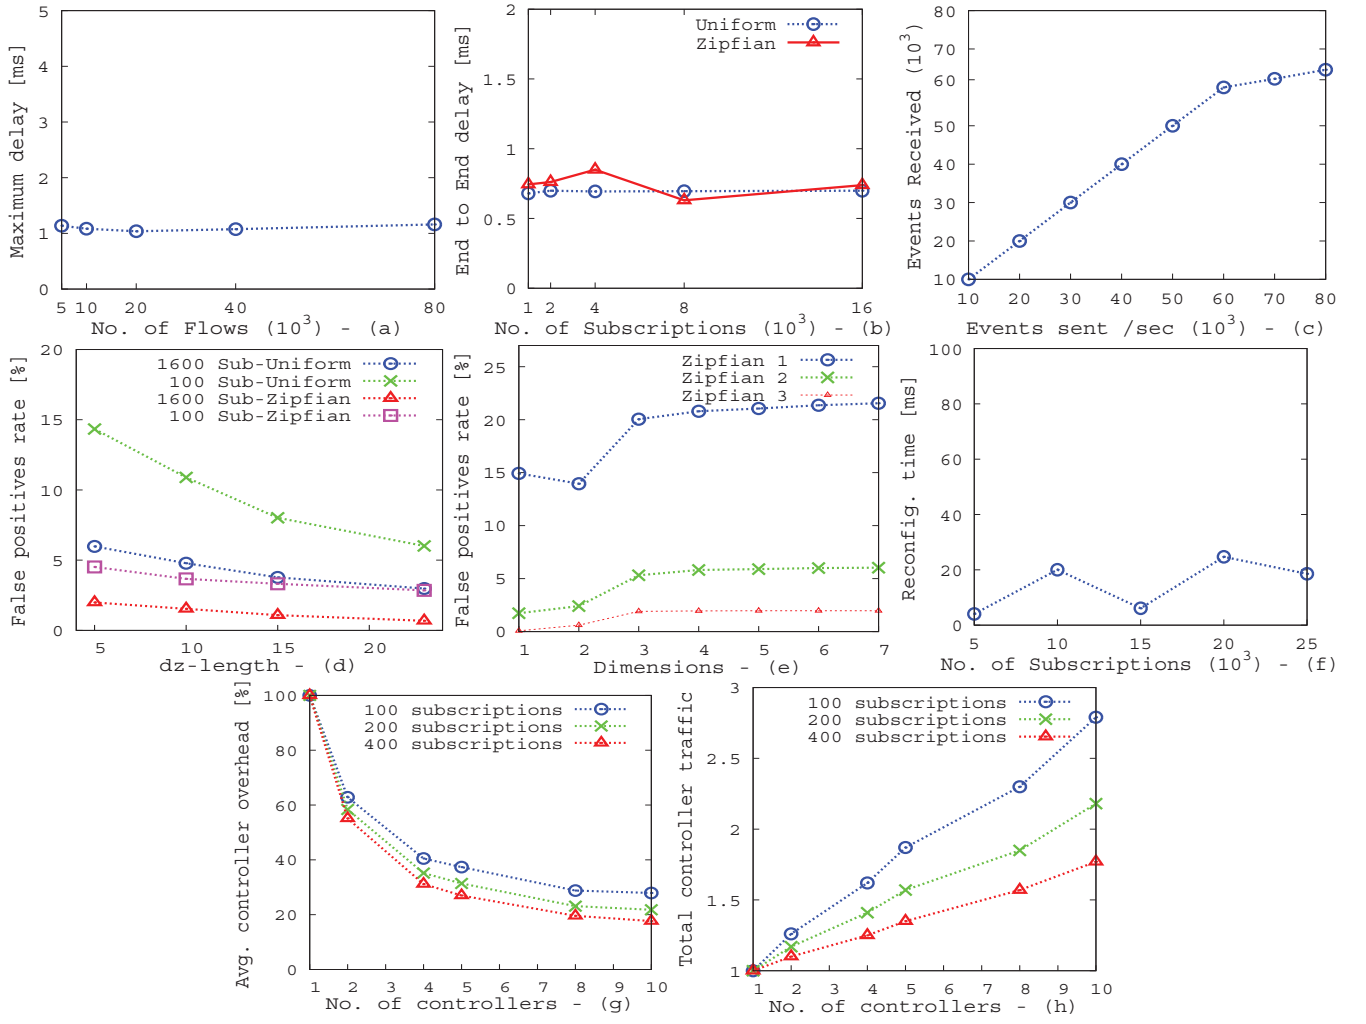 Maximum delay [ms]
5
4
3
2
1
0
5 10 20 40 80
No. of Flows (10³) - (a)
End to End delay [ms]
2
1.5
1
0.5
0
Uniform
Zipfian
1 2 4 8 16
No. of Subscriptions (10³) - (b)
Events Received (10³)
80
70
60
50
40
30
20
10
10 20 30 40 50 60 70 80
Events sent /sec (10³) - (c)
False positives rate [%]
20
15
10
5
0
1600 Sub-Uniform
100 Sub-Uniform
1600 Sub-Zipfian
100 Sub-Zipfian
5 10 15 20
dz-length - (d)
False positives rate [%]
25
20
15
10
5
0
Zipfian 1
Zipfian 2
Zipfian 3
1 2 3 4 5 6 7
Dimensions - (e)
Reconfig. time [ms]
100
80
60
40
20
0
5 10 15 20 25
No. of Subscriptions (10³) - (f)
Avg. controller overhead [%]
100
80
60
40
20
0
100 subscriptions
200 subscriptions
400 subscriptions
1 2 3 4 5 6 7 8 9 10
No. of controllers - (g)
Total controller traffic
3
2.5
2
1.5
1
100 subscriptions
200 subscriptions
400 subscriptions
1 2 3 4 5 6 7 8 9 10
No. of controllers - (h)